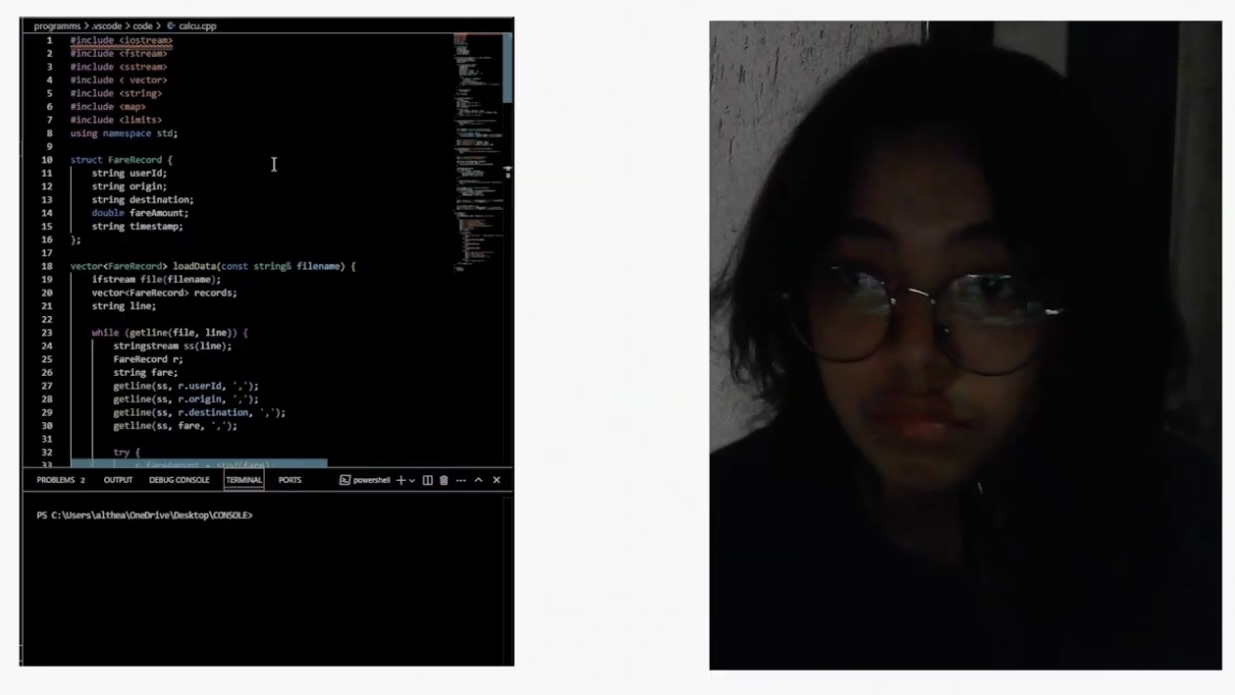 programms > .vscode > code > calcu.cpp
1 #include <iostream>
2 #include <fstream>
3 #include <sstream>
4 #include < vector>
5 #include <string>
6 #include <map>
7 #include <limits>
8 using namespace std;
9
10 struct FareRecord {
11 string userId;
12 string origin;
13 string destination;
14 double fareAmount;
15 string timestamp;
16 };
17
18 vector<FareRecord> loadData(const string& filename) {
19 ifstream file(filename);
20 vector<FareRecord> records;
21 string line;
22
23 while (getline(file, line)) {
24 stringstream ss(line);
25 FareRecord r;
26 string fare;
27 getline(ss, r.userId, ',');
28 getline(ss, r.origin, ',');
29 getline(ss, r.destination, ',');
30 getline(ss, fare, ',');
31
32 try {
33 r.fareAmount = stod(fare);
PROBLEMS 2 OUTPUT DEBUG CONSOLE TERMINAL PORTS powershell
PS C:\Users\althea\OneDrive\Desktop\CONSOLE>